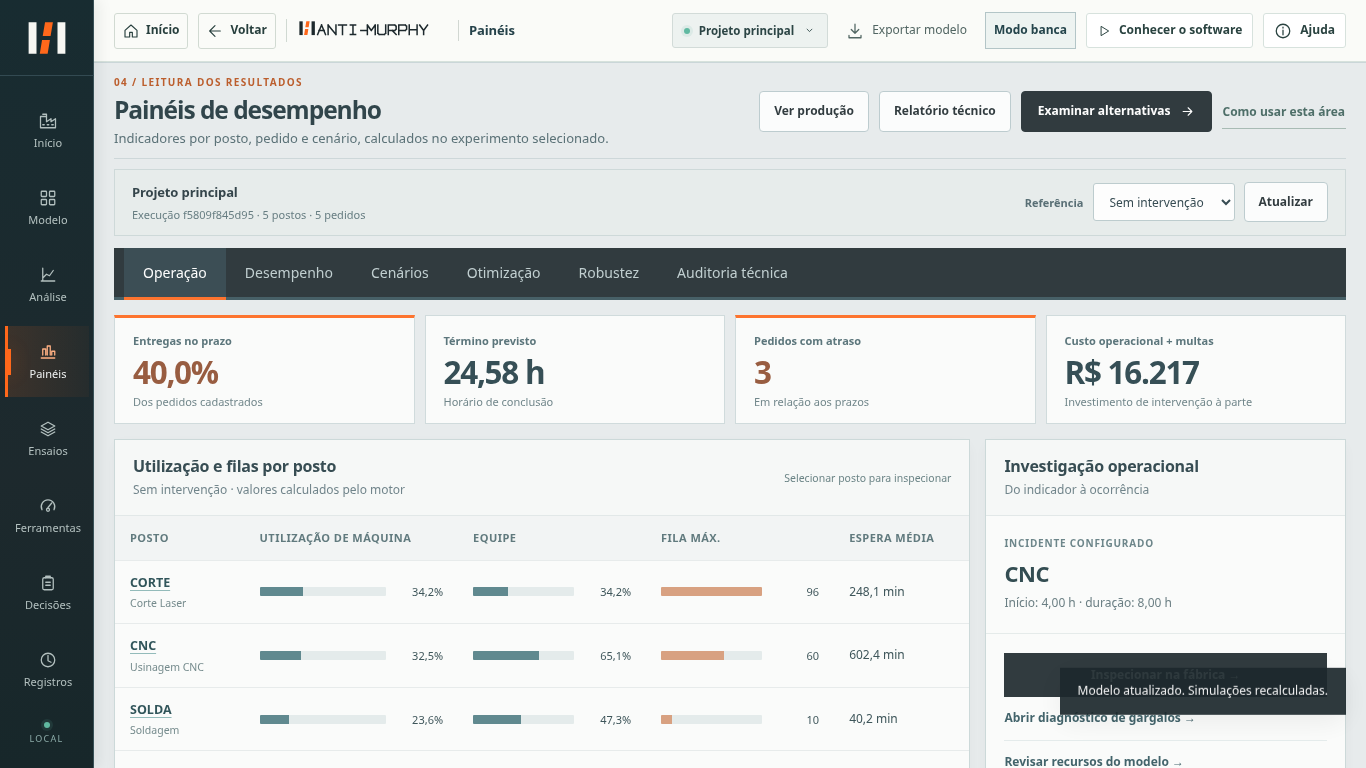 Início
Voltar
ANTI-MURPHY
Painéis
Projeto principal
Exportar modelo
Modo banca
Conhecer o software
Ajuda
Início
Modelo
Análise
Painéis
Ensaios
Ferramentas
Decisões
Registros
LOCAL
04 / LEITURA DOS RESULTADOS
Painéis de desempenho
Indicadores por posto, pedido e cenário, calculados no experimento selecionado.
Ver produção
Relatório técnico
Examinar alternativas →
Como usar esta área
Projeto principal
Execução f5809f845d95 · 5 postos · 5 pedidos
Referência
Sem intervenção
Atualizar
Operação
Desempenho
Cenários
Otimização
Robustez
Auditoria técnica
Entregas no prazo
40,0%
Dos pedidos cadastrados
Término previsto
24,58 h
Horário de conclusão
Pedidos com atraso
3
Em relação aos prazos
Custo operacional + multas
R$ 16.217
Investimento de intervenção à parte
Utilização e filas por posto
Sem intervenção · valores calculados pelo motor
Selecionar posto para inspecionar
POSTO UTILIZAÇÃO DE MÁQUINA EQUIPE FILA MÁX. ESPERA MÉDIA
CORTE
Corte Laser
34,2% 34,2% 96 248,1 min
CNC
Usinagem CNC
32,5% 65,1% 60 602,4 min
SOLDA
Soldagem
23,6% 47,3% 10 40,2 min
Investigação operacional
Do indicador à ocorrência
INCIDENTE CONFIGURADO
CNC
Início: 4,00 h · duração: 8,00 h
Inspecionar na fábrica →
Modelo atualizado. Simulações recalculadas.
Abrir diagnóstico de gargalos →
Revisar recursos do modelo →